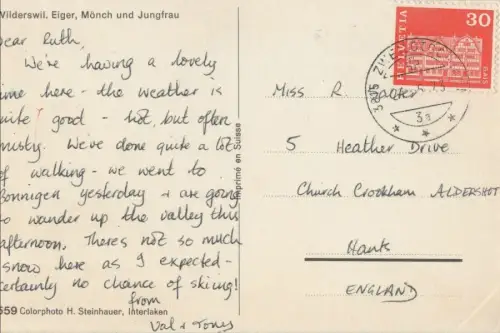 Wilderswil. Eiger, Mönch und Jungfrau
Dear Ruth,
We're having a lovely
time here - the weather is
quite good - hot, but often
misty. We've done quite a lot
of walking - we went to
Bonnigen yesterday + are going
to wander up the valley this
afternoon. There's not so much
snow here as I expected -
certainly no chance of skiing!
from
Val + Tony
559 Colorphoto H. Steinhauer, Interlaken
Imprimé en Suisse
HELVETIA
30
3a
Miss R.
5 Heather Drive
Church Crookham ALDERSHOT
Hants
ENGLAND